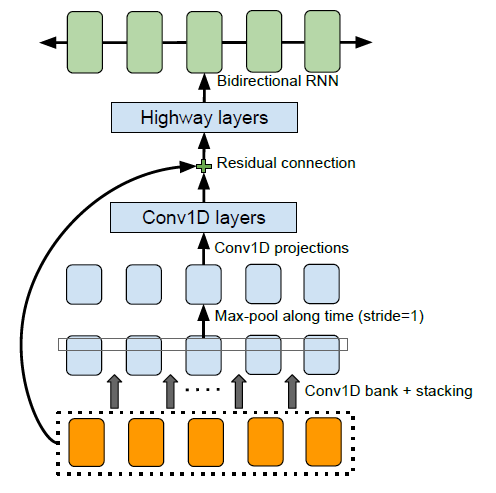 Bidirectional RNN
Highway layers
Residual connection
Conv1D layers
Conv1D projections
Max-pool along time (stride=1)
Conv1D bank + stacking